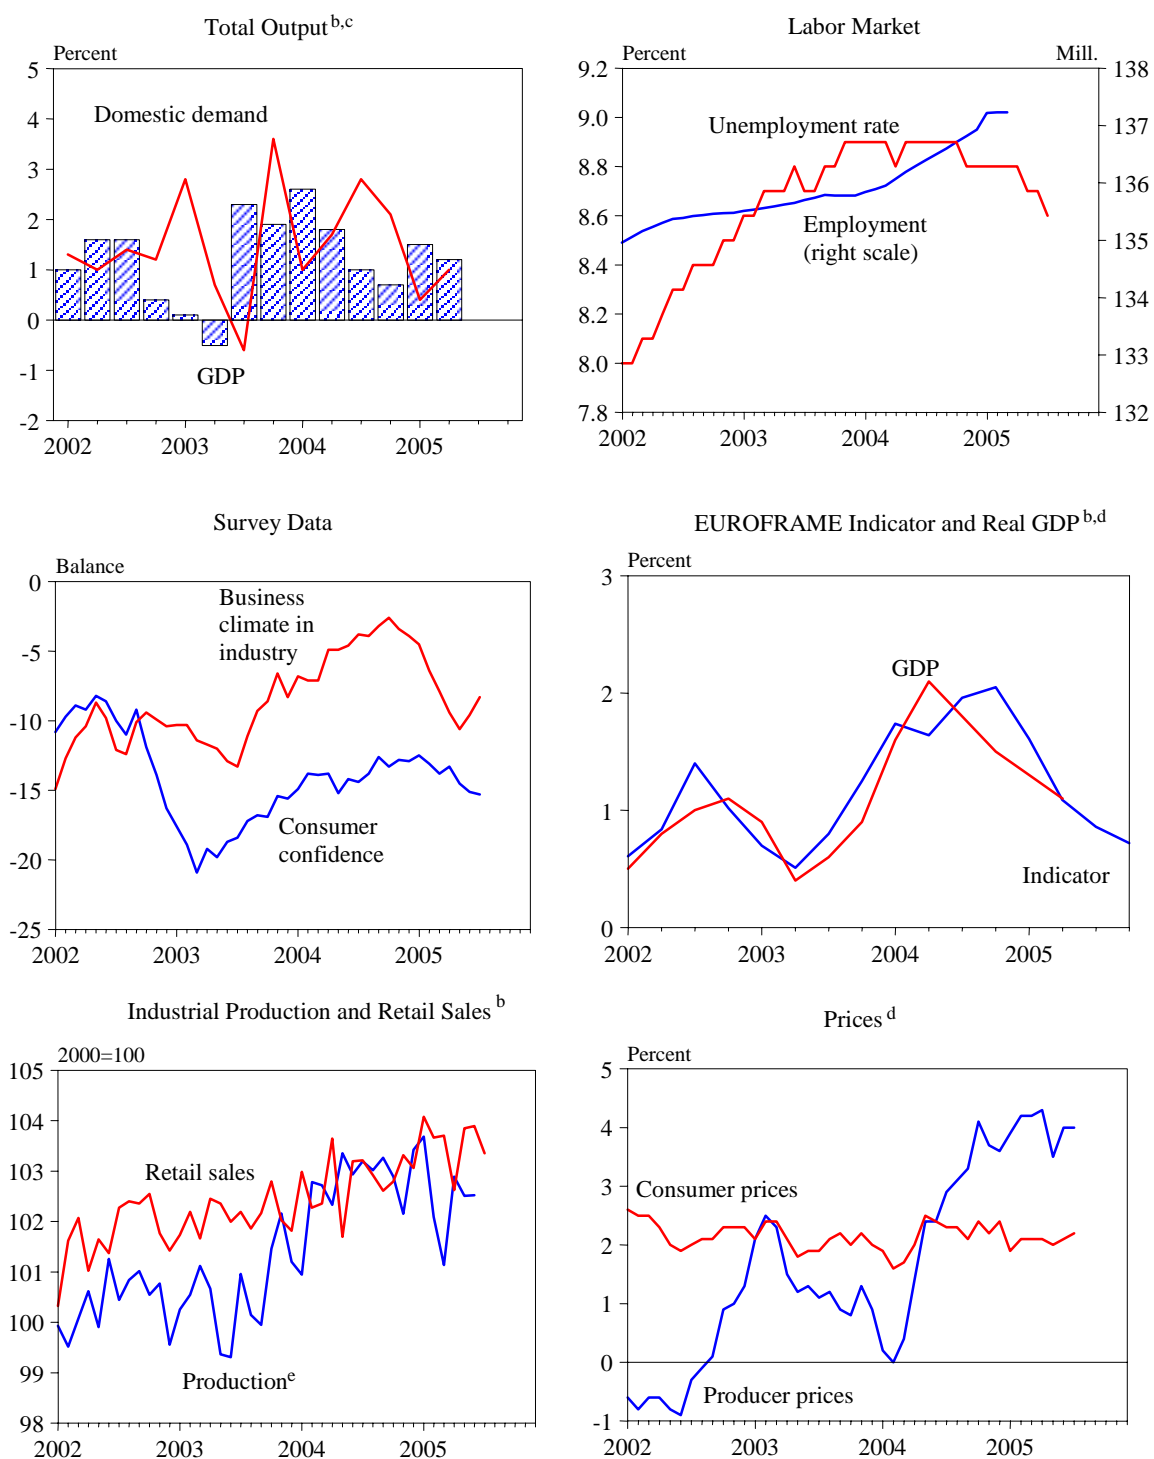 Total Output b,c
Percent
5
4
3
2
1
0
-1
-2
Domestic demand
GDP
2002 2003 2004 2005
Labor Market
Percent
Mill.
9.2
9.0
8.8
8.6
8.4
8.2
8.0
7.8
138
137
136
135
134
133
132
Unemployment rate
Employment
(right scale)
2002 2003 2004 2005
Survey Data
Balance
0
-5
-10
-15
-20
-25
Business
climate in
industry
Consumer
confidence
2002 2003 2004 2005
EUROFRAME Indicator and Real GDP b,d
Percent
3
2
1
0
GDP
Indicator
2002 2003 2004 2005
Industrial Production and Retail Sales b
2000=100
105
104
103
102
101
100
99
98
Retail sales
Production e
2002 2003 2004 2005
Prices d
Percent
5
4
3
2
1
0
-1
Consumer prices
Producer prices
2002 2003 2004 2005